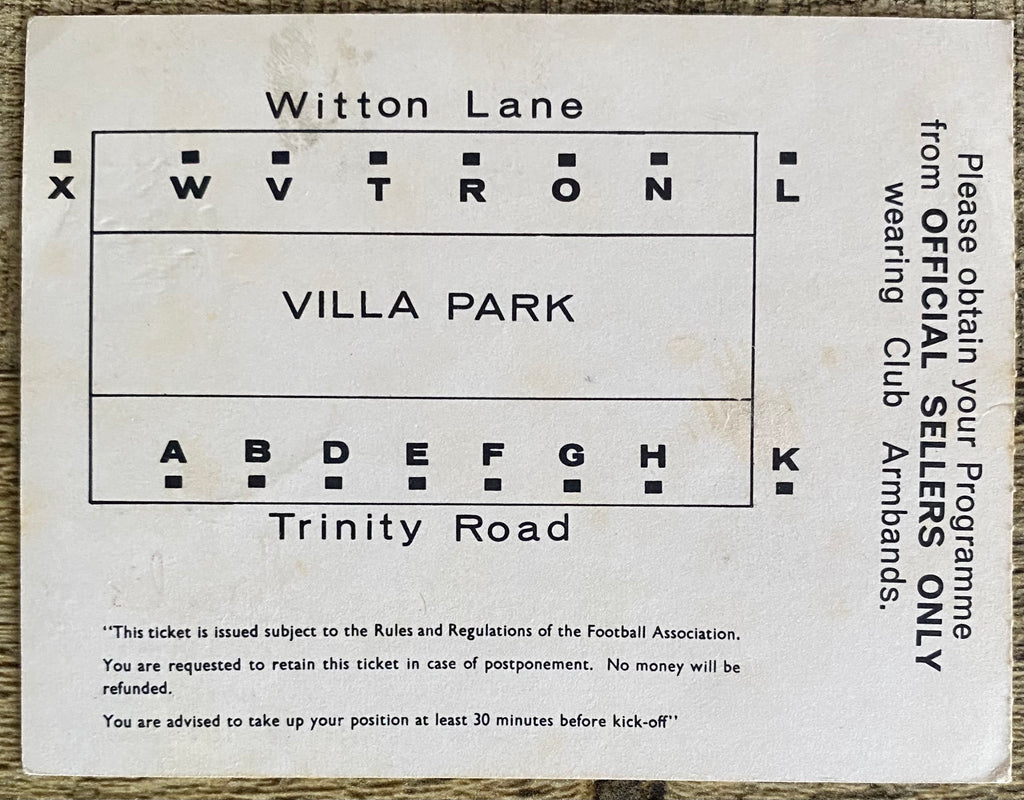 Witton Lane
X W V T R O N L
VILLA PARK
A B D E F G H K
Trinity Road
"This ticket is issued subject to the Rules and Regulations of the Football Association.
You are requested to retain this ticket in case of postponement. No money will be
refunded.
You are advised to take up your position at least 30 minutes before kick-off"
Please obtain your Programme
from OFFICIAL SELLERS ONLY
wearing Club Armbands.